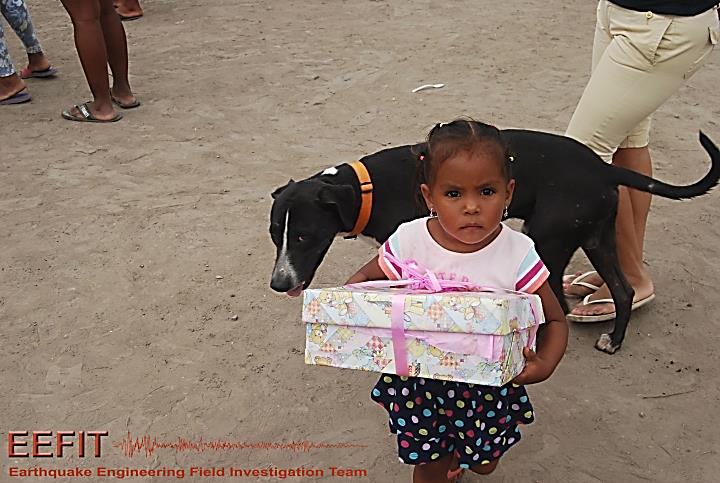 EEFIT
Earthquake Engineering Field Investigation Team